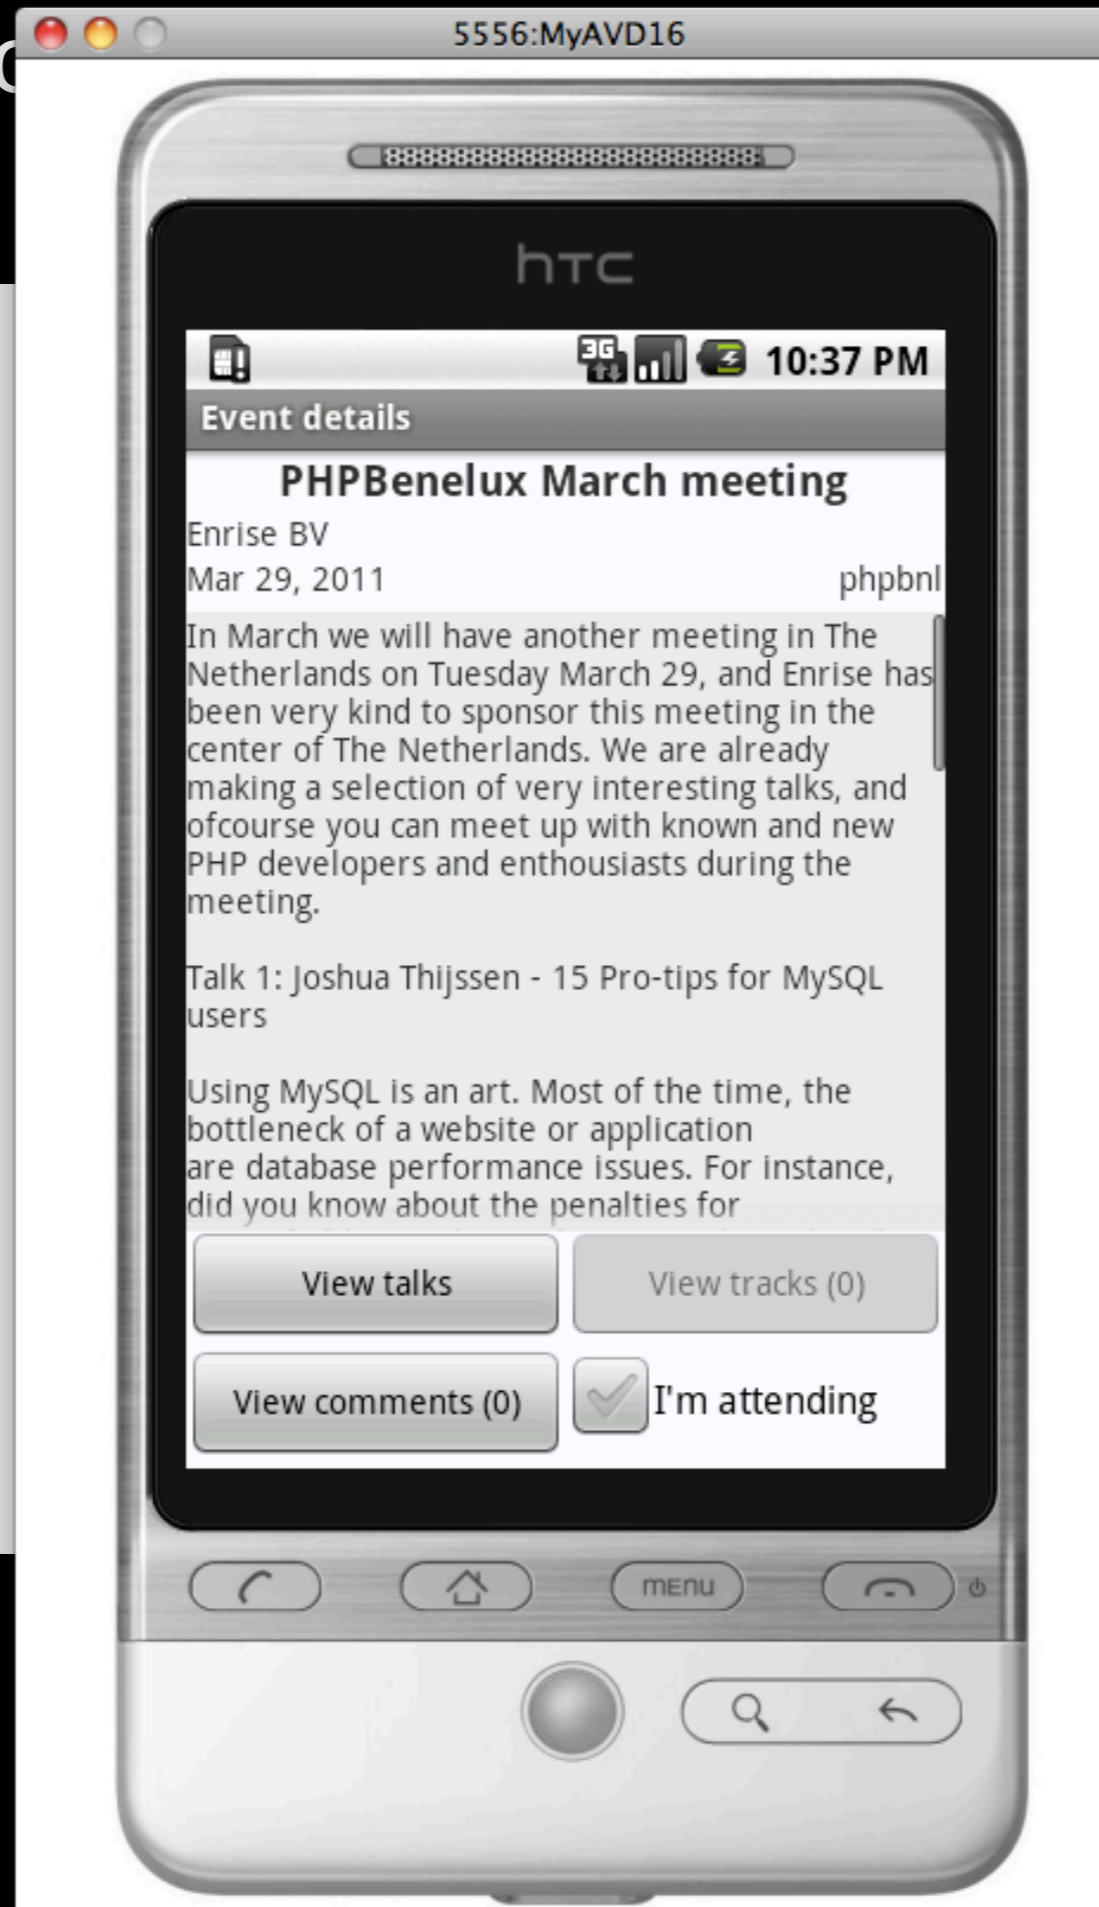 5556:MyAVD16
hTC
3G
10:37 PM
Event details
PHPBenelux March meeting
Enrise BV
Mar 29, 2011 phpbnl
In March we will have another meeting in The
Netherlands on Tuesday March 29, and Enrise has
been very kind to sponsor this meeting in the
center of The Netherlands. We are already
making a selection of very interesting talks, and
ofcourse you can meet up with known and new
PHP developers and enthousiasts during the
meeting.
Talk 1: Joshua Thijssen - 15 Pro-tips for MySQL
users
Using MySQL is an art. Most of the time, the
bottleneck of a website or application
are database performance issues. For instance,
did you know about the penalties for
View talks View tracks (0)
View comments (0) I'm attending
MENU